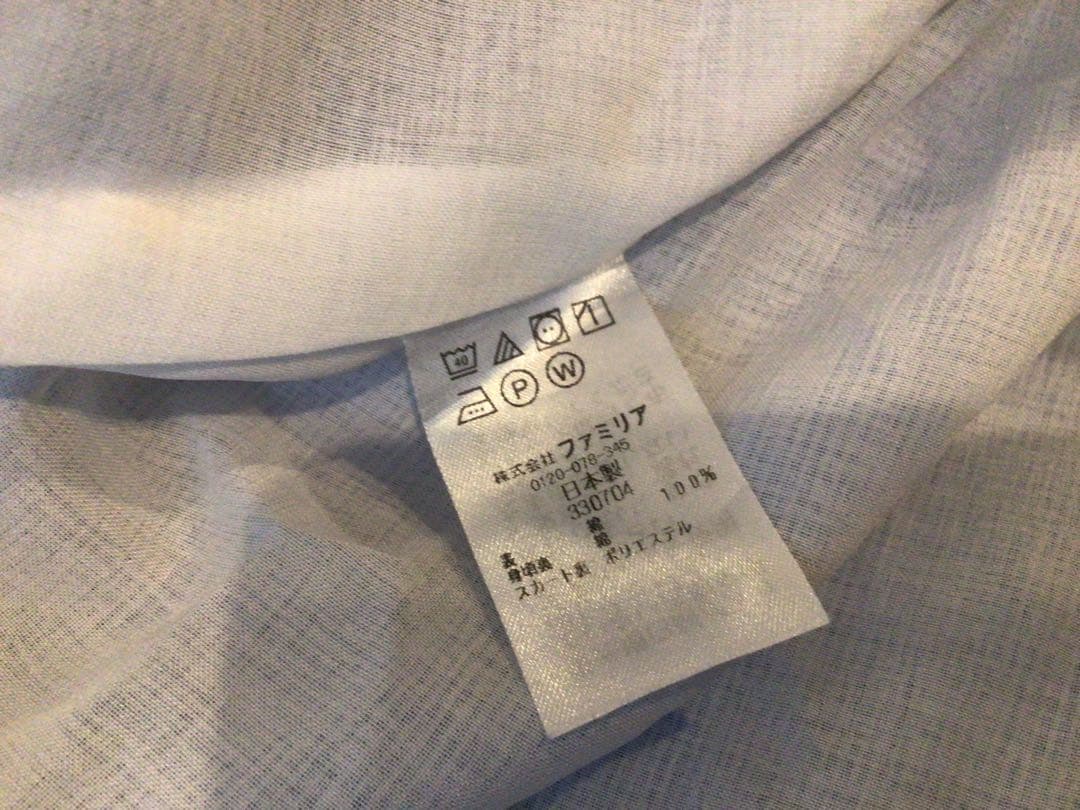 40
P W
株式会社 ファミリア
0120-078-345
日本製
330704
表 綿 100%
身頃裏 綿
スカート裏 ポリエステル